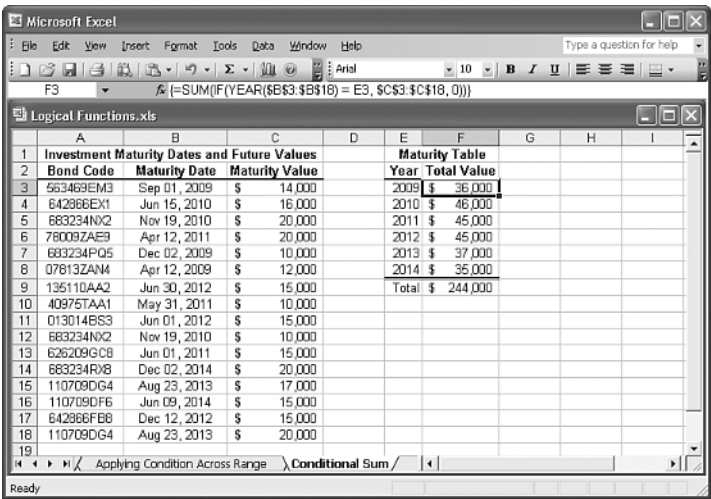 Microsoft Excel
File Edit View Insert Format Tools Data Window Help Type a question for help
Arial 10 B I U
F3 fx {=SUM(IF(YEAR($B$3:$B$18) = E3, $C$3:$C$18, 0))}
Logical Functions.xls
A B C D E F G H I
1 Investment Maturity Dates and Future Values Maturity Table
2 Bond Code Maturity Date Maturity Value Year Total Value
3 563469EM3 Sep 01, 2009 $ 14,000 2009 $ 36,000
4 642866EX1 Jun 15, 2010 $ 16,000 2010 $ 46,000
5 683234NX2 Nov 19, 2010 $ 20,000 2011 $ 45,000
6 78009ZAE9 Apr 12, 2011 $ 20,000 2012 $ 45,000
7 683234PQ5 Dec 02, 2009 $ 10,000 2013 $ 37,000
8 07813ZAN4 Apr 12, 2009 $ 12,000 2014 $ 35,000
9 135110AA2 Jun 30, 2012 $ 15,000 Total $ 244,000
10 40975TAA1 May 31, 2011 $ 10,000
11 013014BS3 Jun 01, 2012 $ 15,000
12 683234NX2 Nov 19, 2010 $ 10,000
13 626209GC8 Jun 01, 2011 $ 15,000
14 683234RX8 Dec 02, 2014 $ 20,000
15 110709DG4 Aug 23, 2013 $ 17,000
16 110709DF6 Jun 09, 2014 $ 15,000
17 642866FB8 Dec 12, 2012 $ 15,000
18 110709DG4 Aug 23, 2013 $ 20,000
19
Applying Condition Across Range Conditional Sum
Ready